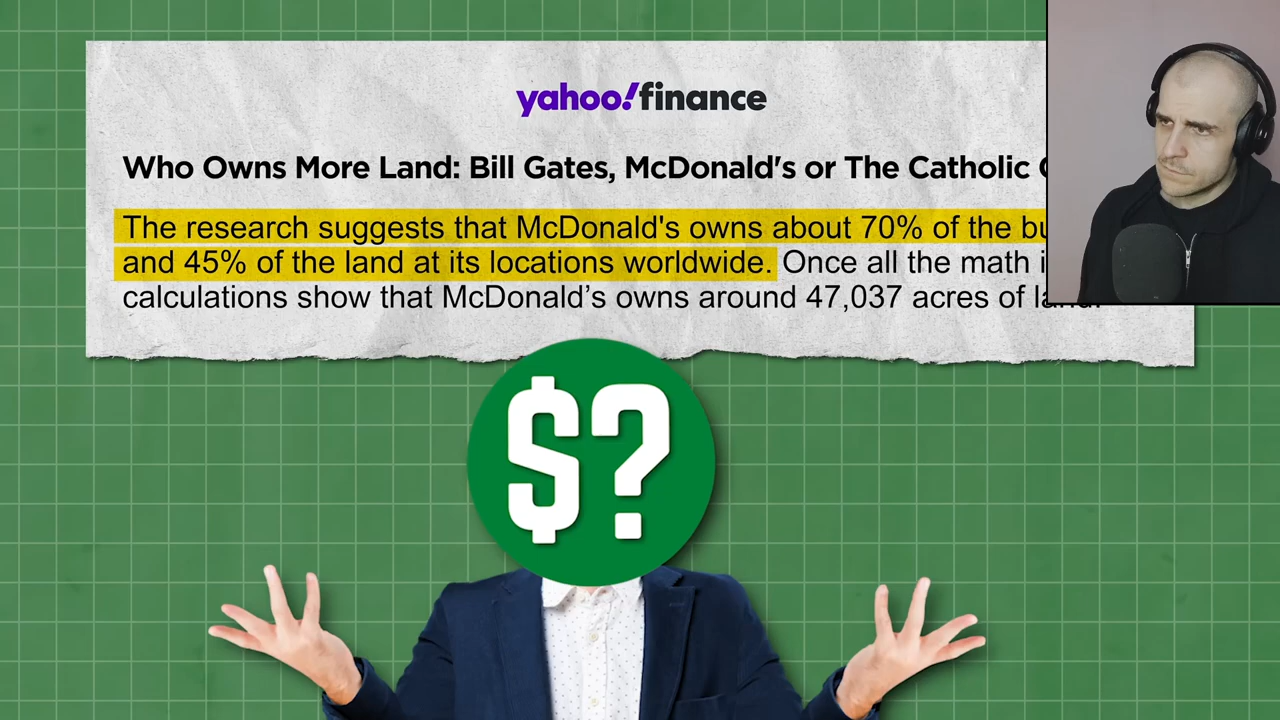 yahoo!finance
Who Owns More Land: Bill Gates, McDonald's or The Catholic
The research suggests that McDonald's owns about 70% of the
and 45% of the land at its locations worldwide. Once all the math
calculations show that McDonald’s owns around 47,037 acres of land.
$?